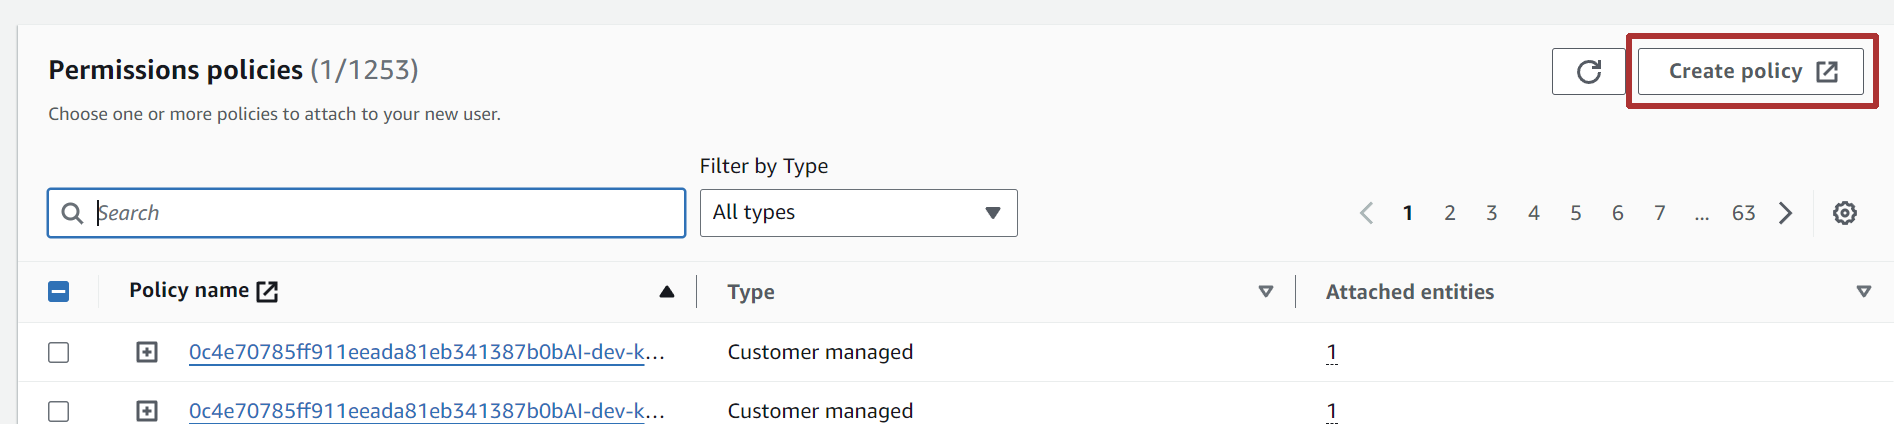 Permissions policies (1/1253)
Create policy
Choose one or more policies to attach to your new user.
Filter by Type
Search
All types
1 2 3 4 5 6 7 ... 63
Policy name Type Attached entities
0c4e70785ff911eeada81eb341387b0bAI-dev-k... Customer managed 1
0c4e70785ff911eeada81eb341387b0bAI-dev-k... Customer managed 1